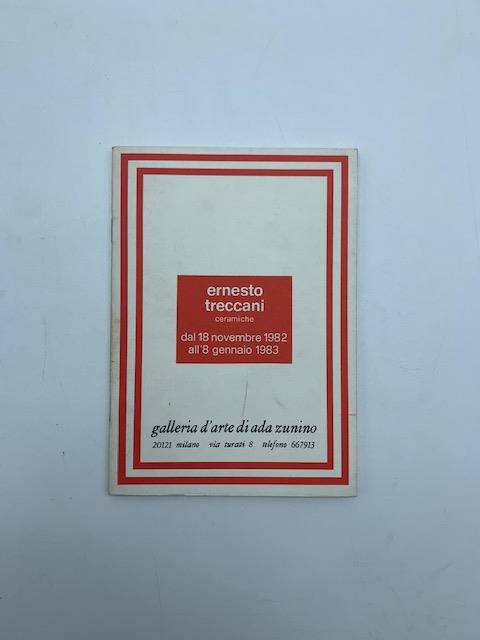 ernesto
treccani
ceramiche
dal 18 novembre 1982
all'8 gennaio 1983
galleria d'arte di ada zunino
20121 milano via turati 8 telefono 667913